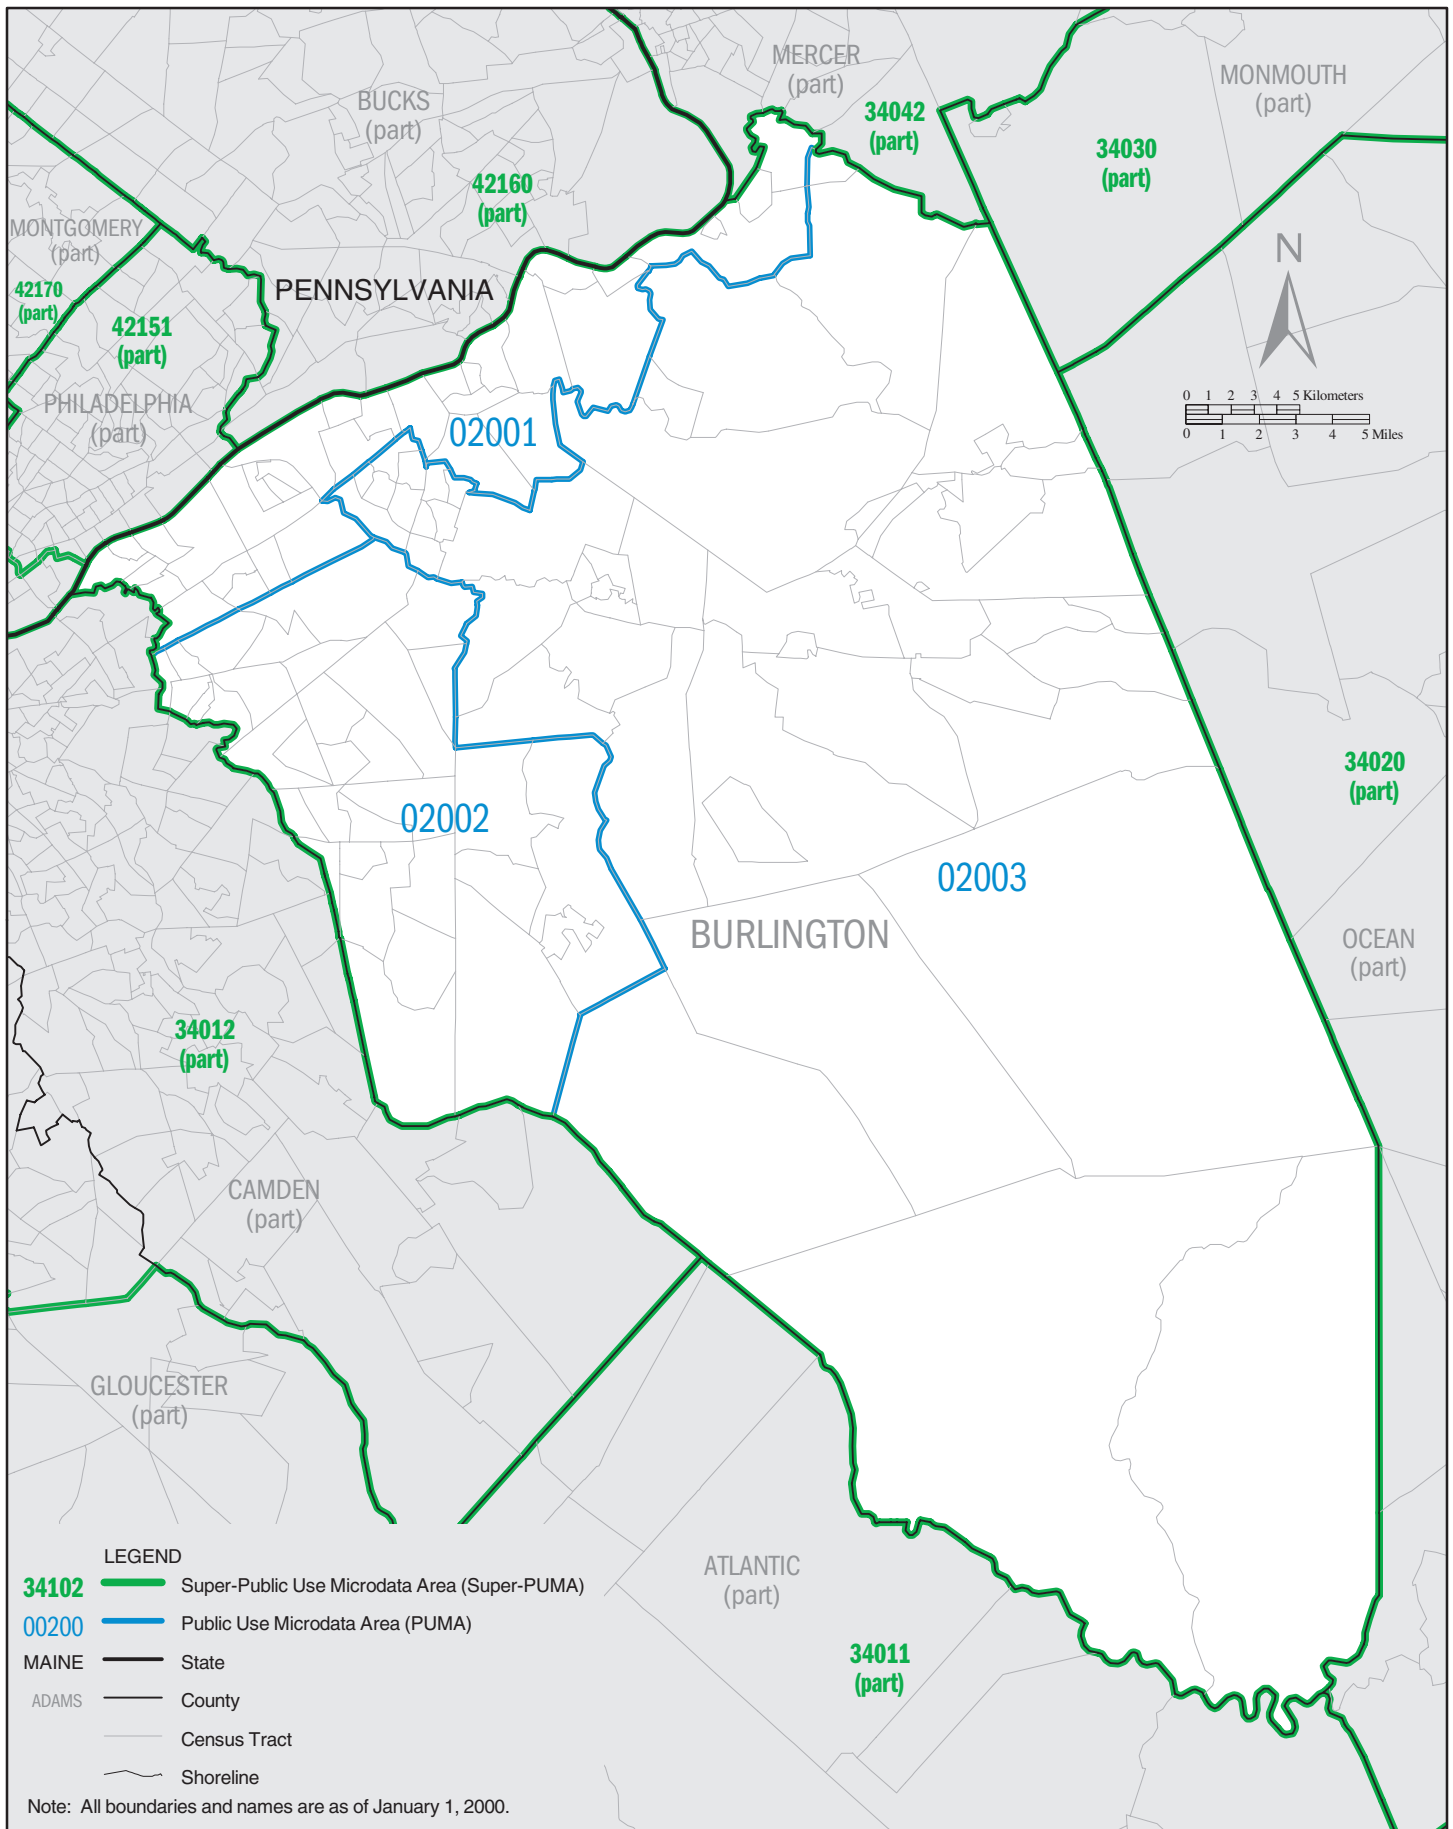 MERCER
(part)
MONMOUTH
(part)
BUCKS
(part)
34042
(part)
34030
(part)
42160
(part)
MONTGOMERY
(part)
N
42170
(part)
PENNSYLVANIA
42151
(part)
PHILADELPHIA
(part)
0 1 2 3 4 5 Kilometers
0 1 2 3 4 5 Miles
02001
34020
(part)
02002
02003
BURLINGTON
OCEAN
(part)
34012
(part)
CAMDEN
(part)
GLOUCESTER
(part)
ATLANTIC
(part)
34011
(part)
LEGEND
34102 Super-Public Use Microdata Area (Super-PUMA)
00200 Public Use Microdata Area (PUMA)
MAINE State
ADAMS County
Census Tract
Shoreline
Note: All boundaries and names are as of January 1, 2000.